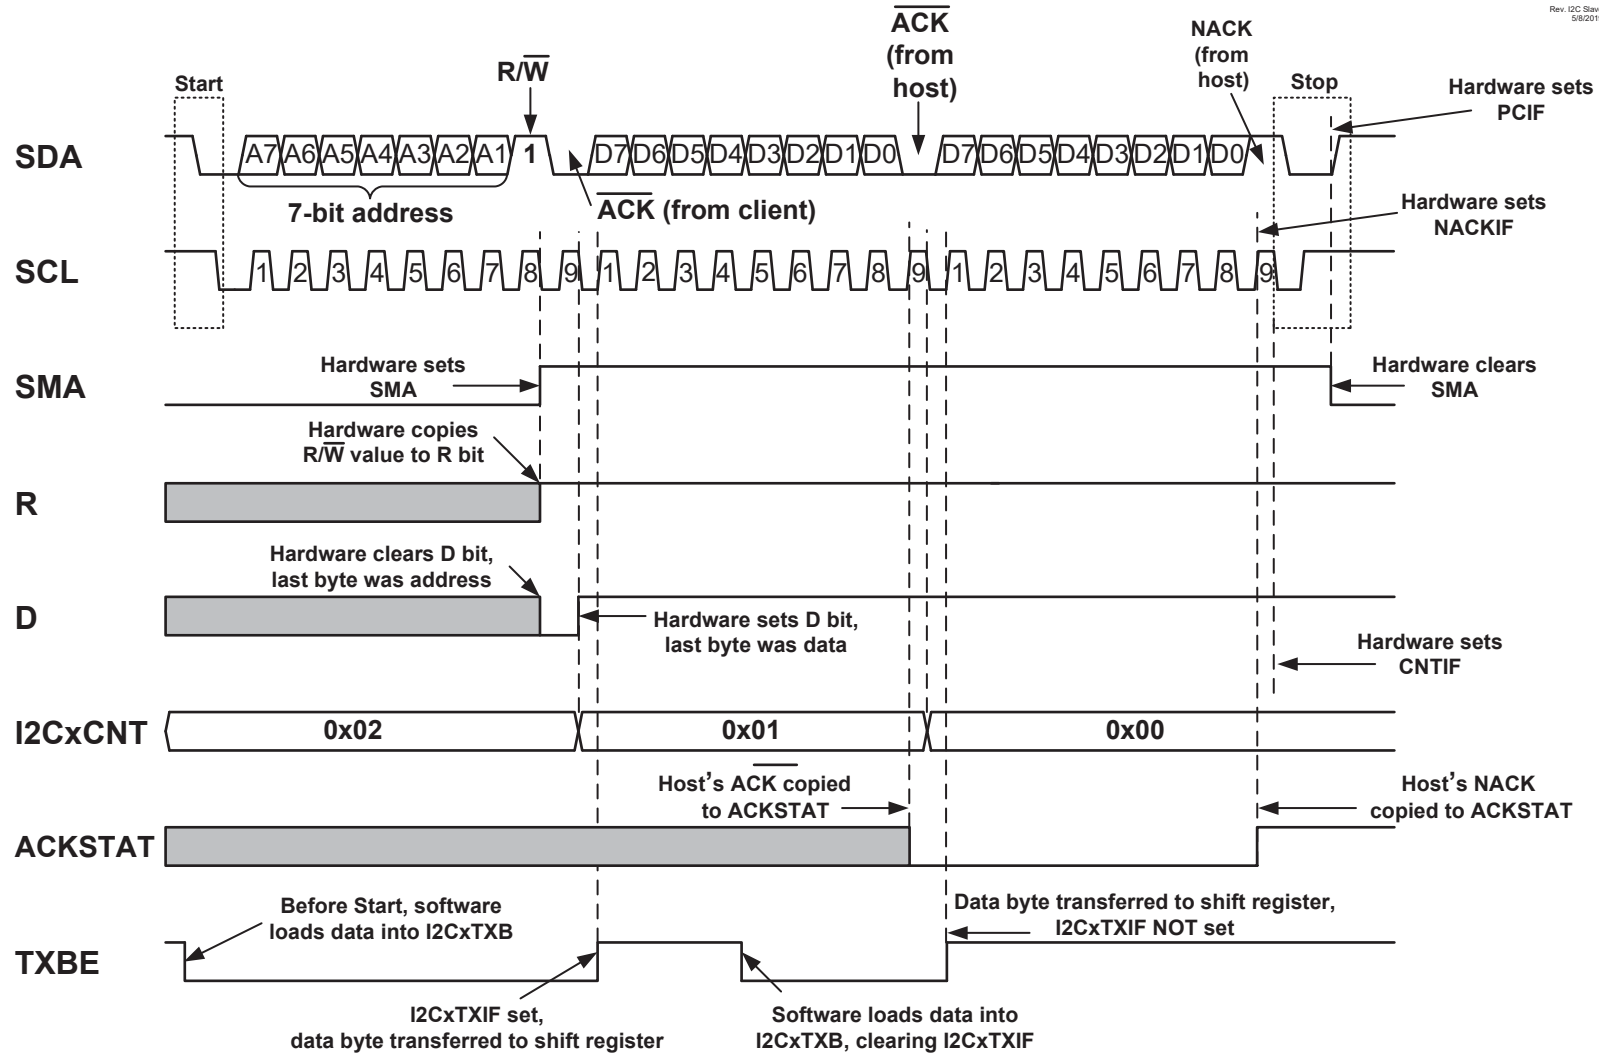 Rev. I2C Slav
5/8/201
ACK
(from
host)
NACK
(from
host)
R/W
Start
Stop
Hardware sets
PCIF
SDA
A7 A6 A5 A4 A3 A2 A1 1 D7 D6 D5 D4 D3 D2 D1 D0 D7 D6 D5 D4 D3 D2 D1 D0
7-bit address
ACK (from client)
Hardware sets
NACKIF
SCL
1 2 3 4 5 6 7 8 9 1 2 3 4 5 6 7 8 9 1 2 3 4 5 6 7 8 9
SMA
Hardware sets
SMA
Hardware clears
SMA
Hardware copies
R/W value to R bit
R
Hardware clears D bit,
last byte was address
D
Hardware sets D bit,
last byte was data
Hardware sets
CNTIF
I2CxCNT
0x02 0x01 0x00
Host's ACK copied
to ACKSTAT
Host's NACK
copied to ACKSTAT
ACKSTAT
Before Start, software
loads data into I2CxTXB
Data byte transferred to shift register,
I2CxTXIF NOT set
TXBE
I2CxTXIF set,
data byte transferred to shift register
Software loads data into
I2CxTXB, clearing I2CxTXIF